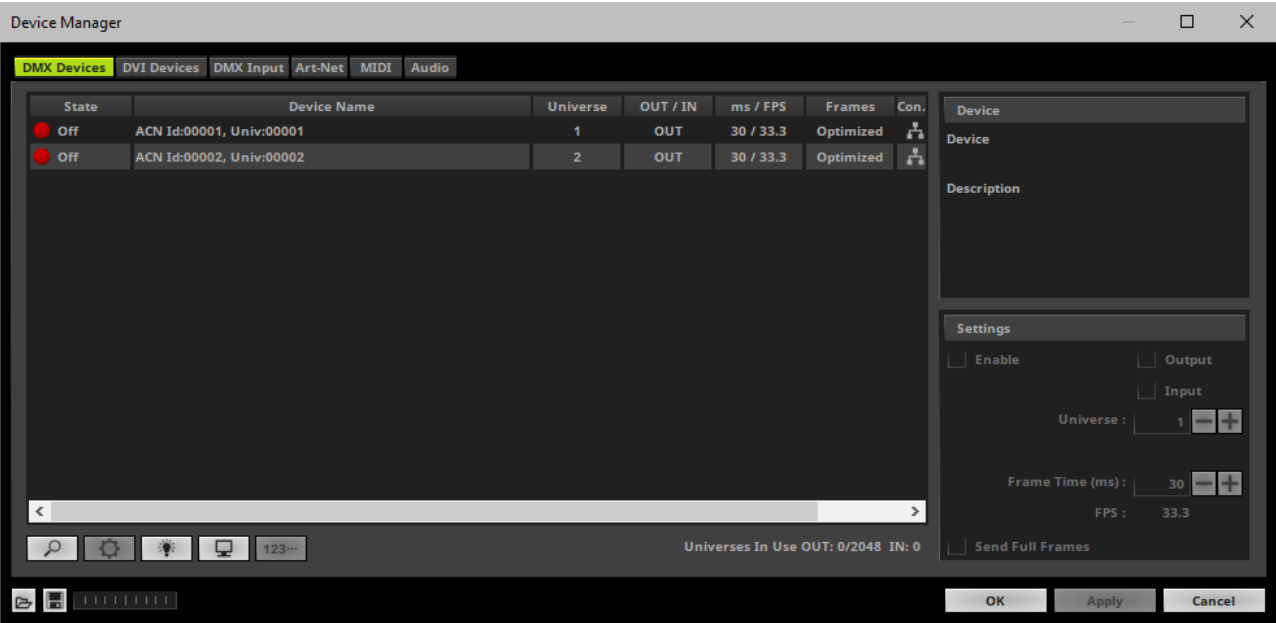 Device Manager
DMX Devices DVI Devices DMX Input Art-Net MIDI Audio
State Device Name Universe OUT / IN ms / FPS Frames Con.
Off ACN Id:00001, Univ:00001 1 OUT 30 / 33.3 Optimized
Off ACN Id:00002, Univ:00002 2 OUT 30 / 33.3 Optimized
Device
Device
Description
Settings
Enable Output
Input
Universe : 1
Frame Time (ms) : 30
FPS : 33.3
Send Full Frames
123···
Universes In Use OUT: 0/2048 IN: 0
OK Apply Cancel